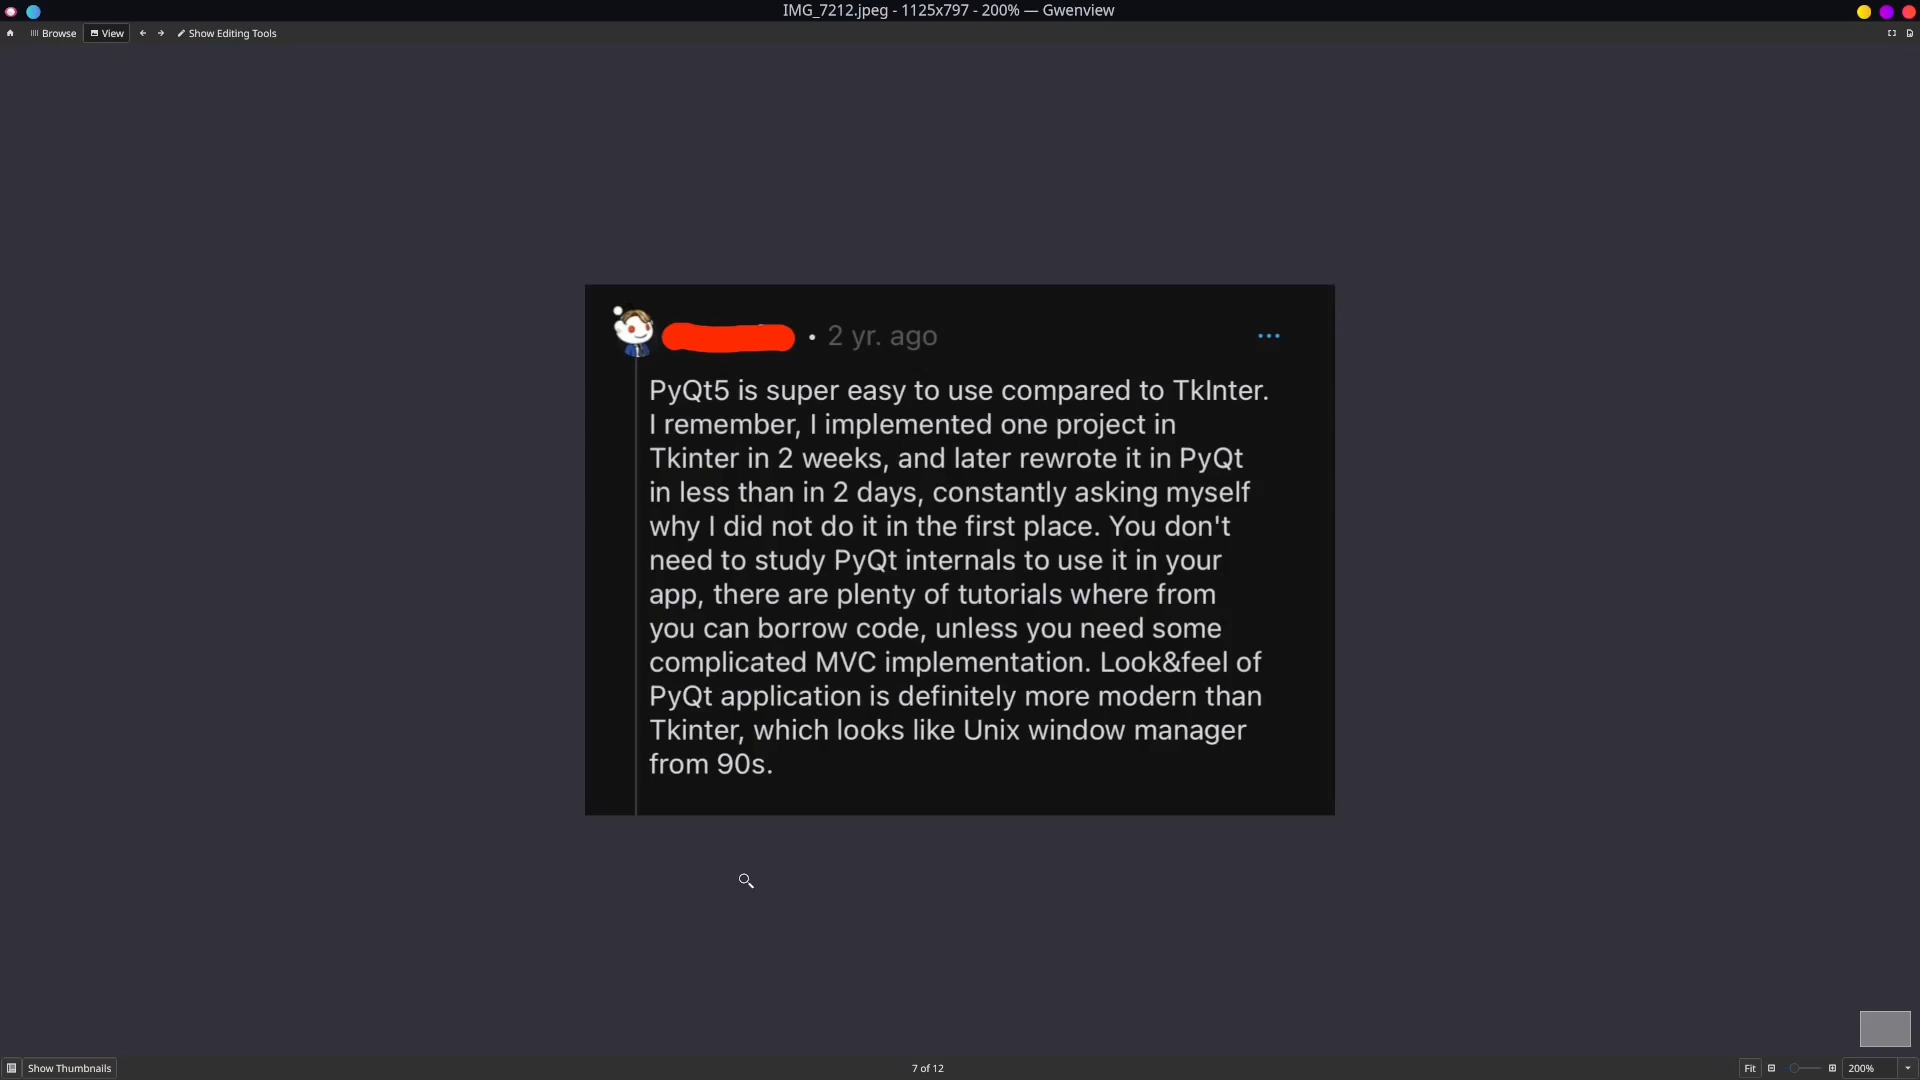 IMG_7212.jpeg - 1125x797 - 200% — Gwenview
Browse
View
Show Editing Tools
• 2 yr. ago
PyQt5 is super easy to use compared to TkInter.
I remember, I implemented one project in
Tkinter in 2 weeks, and later rewrote it in PyQt
in less than in 2 days, constantly asking myself
why I did not do it in the first place. You don't
need to study PyQt internals to use it in your
app, there are plenty of tutorials where from
you can borrow code, unless you need some
complicated MVC implementation. Look&feel of
PyQt application is definitely more modern than
Tkinter, which looks like Unix window manager
from 90s.
Show Thumbnails
7 of 12
Fit
200%